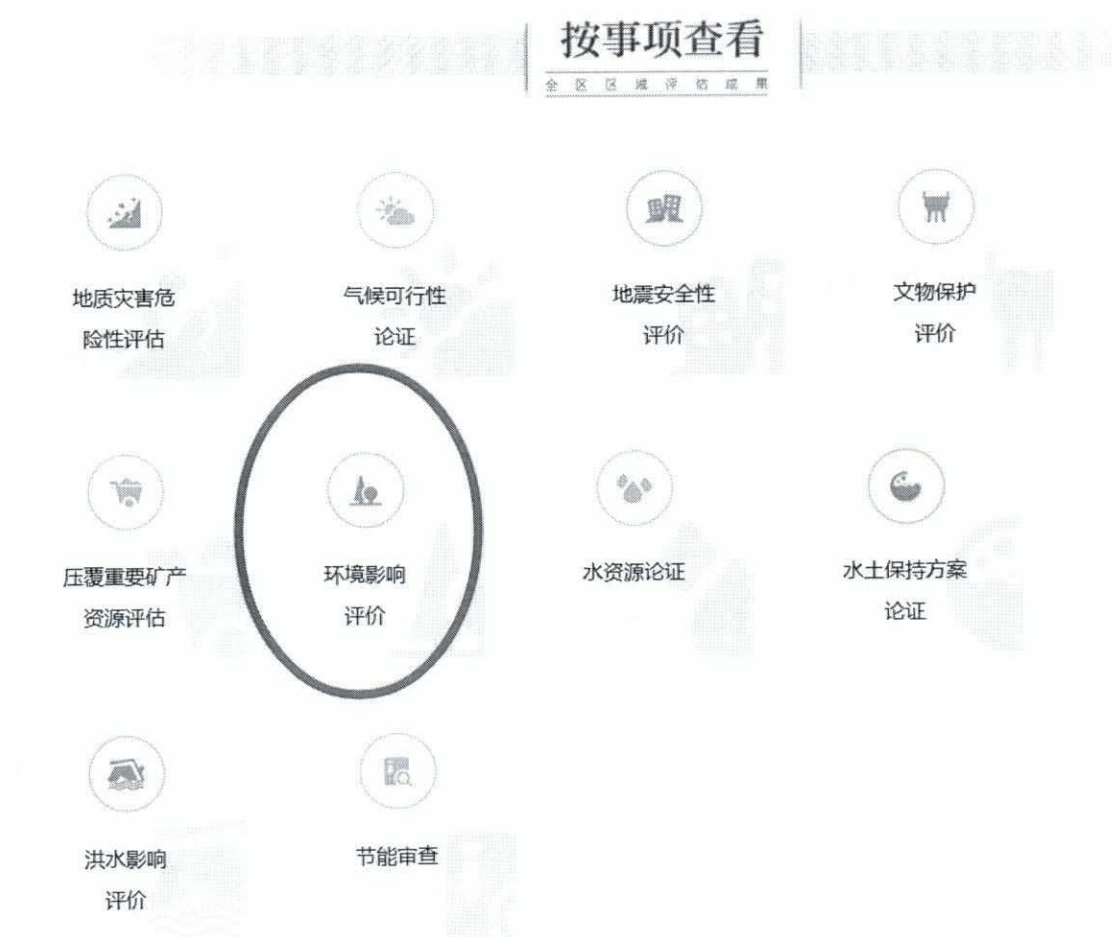 按事项查看
全区区域评估成果
地质灾害危
险性评估
气候可行性
论证
地震安全性
评价
文物保护
评价
压覆重要矿产
资源评估
环境影响
评价
水资源论证
水土保持方案
论证
洪水影响
评价
节能审查